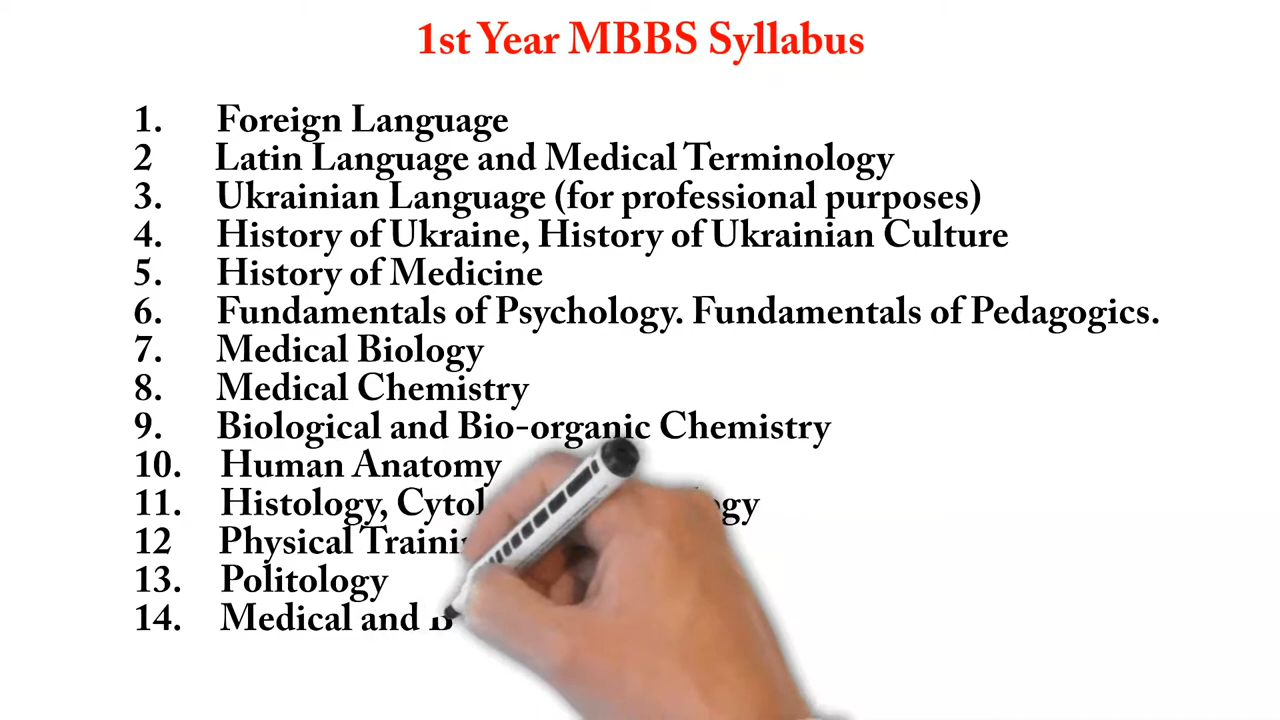 1st Year MBBS Syllabus
1. Foreign Language
2 Latin Language and Medical Terminology
3. Ukrainian Language (for professional purposes)
4. History of Ukraine, History of Ukrainian Culture
5. History of Medicine
6. Fundamentals of Psychology. Fundamentals of Pedagogics.
7. Medical Biology
8. Medical Chemistry
9. Biological and Bio-organic Chemistry
10. Human Anatomy
11. Histology,
12 Physical
13. Politology
14. Medical and